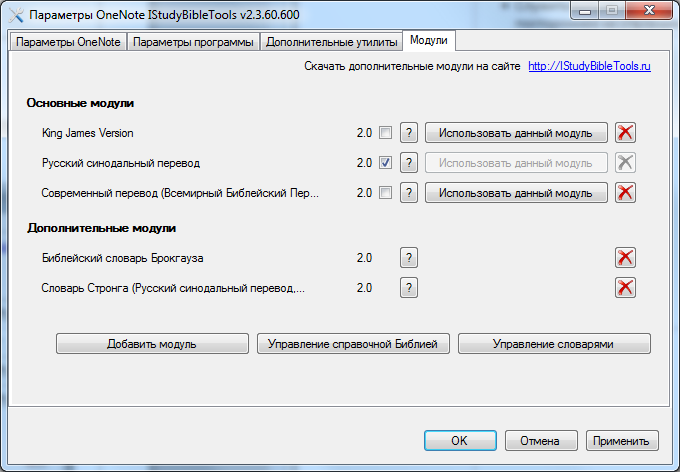 Параметры OneNote IStudyBibleTools v2.3.60.600
Параметры OneNote Параметры программы Дополнительные утилиты Модули
Скачать дополнительные модули на сайте http://IStudyBibleTools.ru
Основные модули
King James Version 2.0 ? Использовать данный модуль
Русский синодальный перевод 2.0 ? Использовать данный модуль
Современный перевод (Всемирный Библейский Пер... 2.0 ? Использовать данный модуль
Дополнительные модули
Библейский словарь Брокгауза 2.0 ?
Словарь Стронга (Русский синодальный перевод,... 2.0 ?
Добавить модуль Управление справочной Библией Управление словарями
OK Отмена Применить